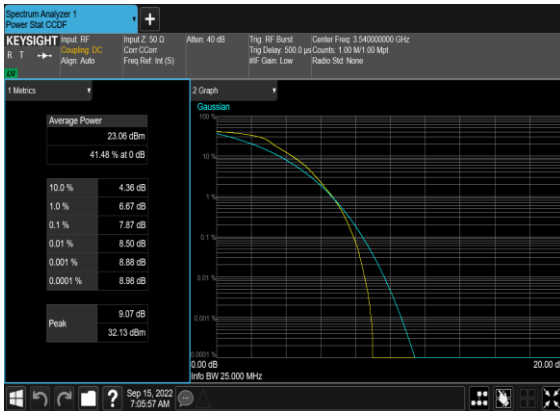 Spectrum Analyzer 1
Power Stat CCDF
+
KEYSIGHT
R T
LXI
Input: RF
Coupling: DC
Align: Auto
Input Z: 50 Ω
Corr CCorr
Freq Ref: Int (S)
Atten: 40 dB
Trig: RF Burst
Trig Delay: 500.0 µs
#IF Gain: Low
Center Freq: 3.540000000 GHz
Counts: 1.00 M/1.00 Mpt
Radio Std: None
1 Metrics
Average Power
23.06 dBm
41.48 % at 0 dB
10.0 % 4.36 dB
1.0 % 6.67 dB
0.1 % 7.87 dB
0.01 % 8.50 dB
0.001 % 8.88 dB
0.0001 % 8.98 dB
Peak
9.07 dB
32.13 dBm
2 Graph
Gaussian
100 %
10 %
1 %
0.1 %
0.01 %
0.001 %
0.0001 %
0.00 dB
20.00 d
Info BW 25.000 MHz
?
Sep 15, 2022
7:05:57 AM